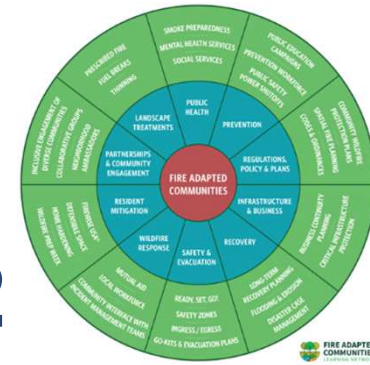 SMOKE PREPAREDNESS
MENTAL HEALTH SERVICES
SOCIAL SERVICES
PUBLIC EDUCATION
CAMPAIGNS
PREVENTION WORKFORCE
PUBLIC SAFETY
POWER SHUTOFFS
COMMUNITY WILDFIRE
PROTECTION PLANS
SPATIAL FIRE PLANNING
CODES & ORDINANCES
BUSINESS CONTINUITY
PLANNING
CRITICAL INFRASTRUCTURE
PROTECTION
LONG-TERM
RECOVERY PLANNING
FLOODING & EROSION
DISASTER CASE
MANAGEMENT
READY, SET, GO!
SAFETY ZONES
INGRESS / EGRESS
GO-KITS & EVACUATION PLANS
MUTUAL AID
LOCAL WORKFORCE
COMMUNITY INTERFACE WITH
INCIDENT MANAGEMENT TEAMS
FIREWISE USA®
DEFENSIBLE SPACE
HOME HARDENING
WILDFIRE PREP WEEK
INCLUSIVE ENGAGEMENT OF
DIVERSE COMMUNITIES
COLLABORATIVE GROUPS
NEIGHBORHOOD
AMBASSADORS
PRESCRIBED FIRE
FUEL BREAKS
THINNING
PUBLIC
HEALTH
PREVENTION
REGULATIONS,
POLICY & PLANS
INFRASTRUCTURE
& BUSINESS
RECOVERY
SAFETY &
EVACUATION
WILDFIRE
RESPONSE
RESIDENT
MITIGATION
PARTNERSHIPS
& COMMUNITY
ENGAGEMENT
LANDSCAPE
TREATMENTS
FIRE ADAPTED
COMMUNITIES
FIRE ADAPTED
COMMUNITIES
LEARNING NETWORK